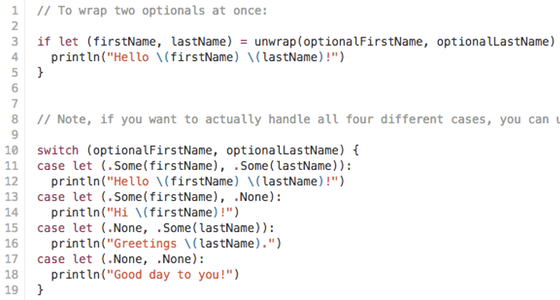 1 // To wrap two optionals at once:
2
3 if let (firstName, lastName) = unwrap(optionalFirstName, optionalLastName)
4 println("Hello \(firstName) \(lastName)!")
5 }
6
7
8 // Note, if you want to actually handle all four different cases, you can
9
10 switch (optionalFirstName, optionalLastName) {
11 case let (.Some(firstName), .Some(lastName)):
12 println("Hello \(firstName) \(lastName)!")
13 case let (.Some(firstName), .None):
14 println("Hi \(firstName)!")
15 case let (.None, .Some(lastName)):
16 println("Greetings \(lastName).")
17 case let (.None, .None):
18 println("Good day to you!")
19 }